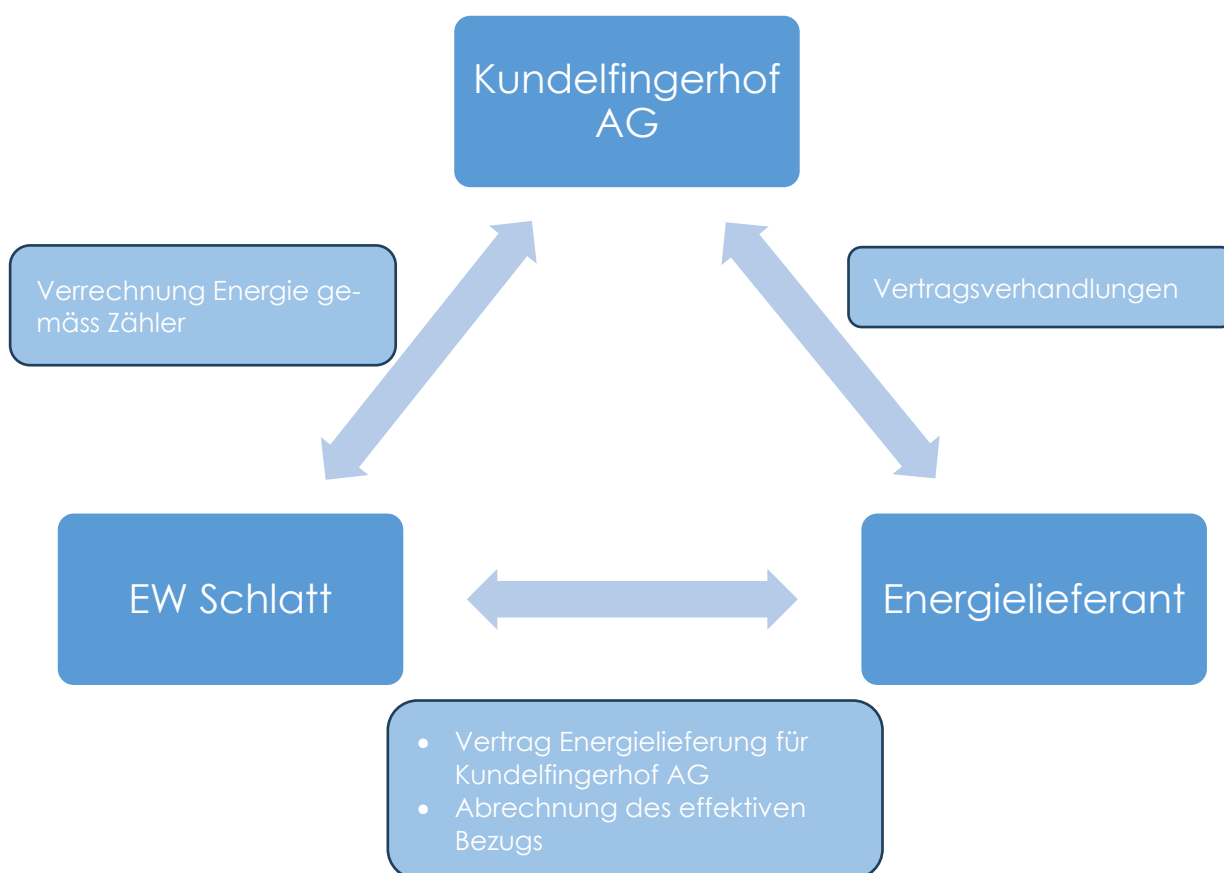 Kundelfingerhof
AG
Verrechnung Energie ge-
mäss Zähler
Vertragsverhandlungen
EW Schlatt
Energielieferant
• Vertrag Energielieferung für
Kundelfingerhof AG
• Abrechnung des effektiven
Bezugs